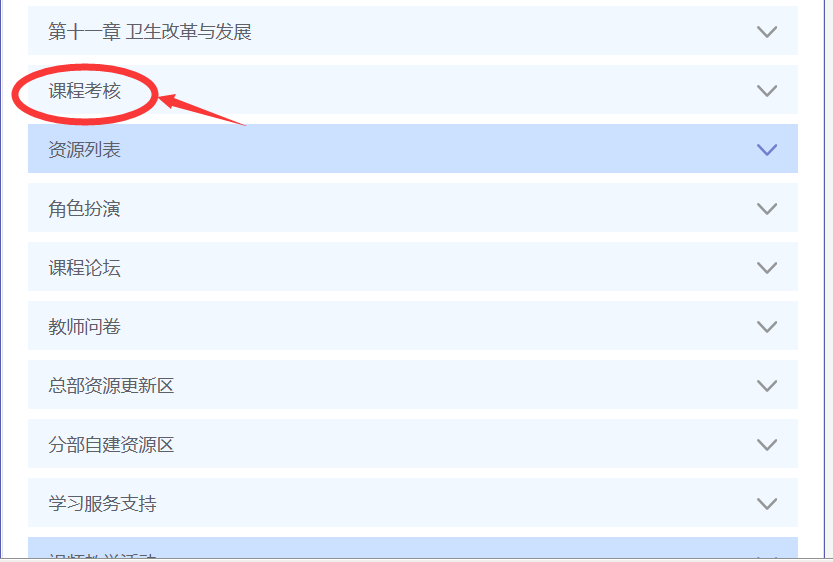 第十一章 卫生改革与发展
课程考核
资源列表
角色扮演
课程论坛
教师问卷
总部资源更新区
分部自建资源区
学习服务支持